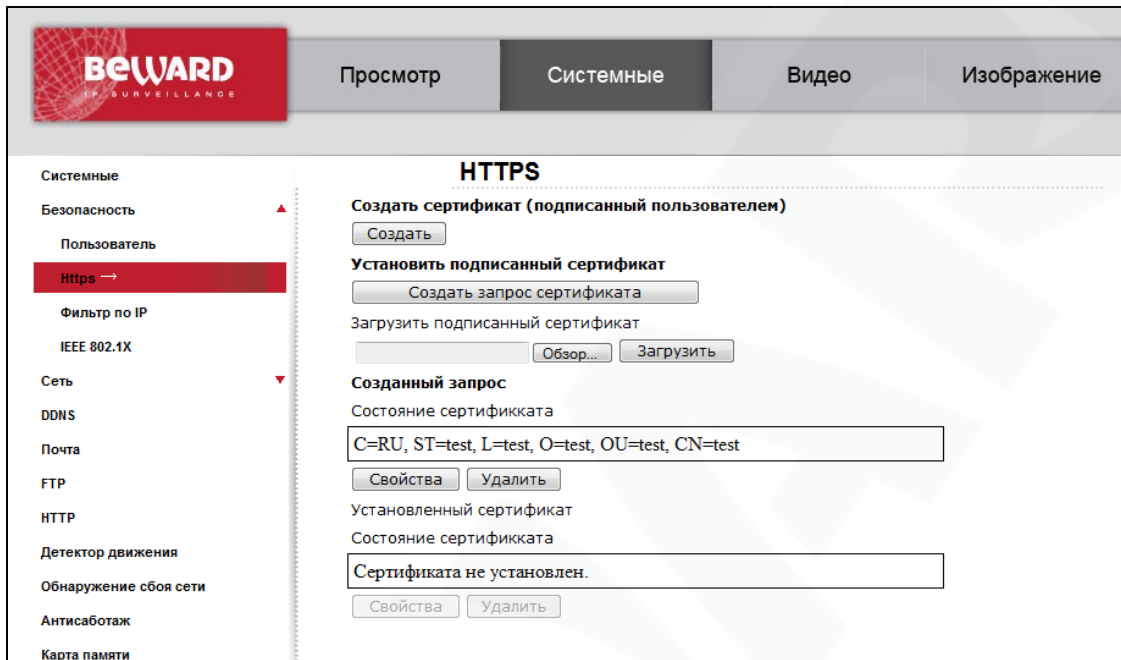 BEWARD
IP SURVEILLANCE
Просмотр
Системные
Видео
Изображение
Системные
Безопасность
Пользователь
Https →
Фильтр по IP
IEEE 802.1X
Сеть
DDNS
Почта
FTP
HTTP
Детектор движения
Обнаружение сбоя сети
Антисаботаж
Карта памяти
HTTPS
Создать сертификат (подписанный пользователем)
Создать
Установить подписанный сертификат
Создать запрос сертификата
Загрузить подписанный сертификат
Обзор... Загрузить
Созданный запрос
Состояние сертификката
C=RU, ST=test, L=test, O=test, OU=test, CN=test
Свойства Удалить
Установленный сертификат
Состояние сертификката
Сертификата не установлен.
Свойства Удалить